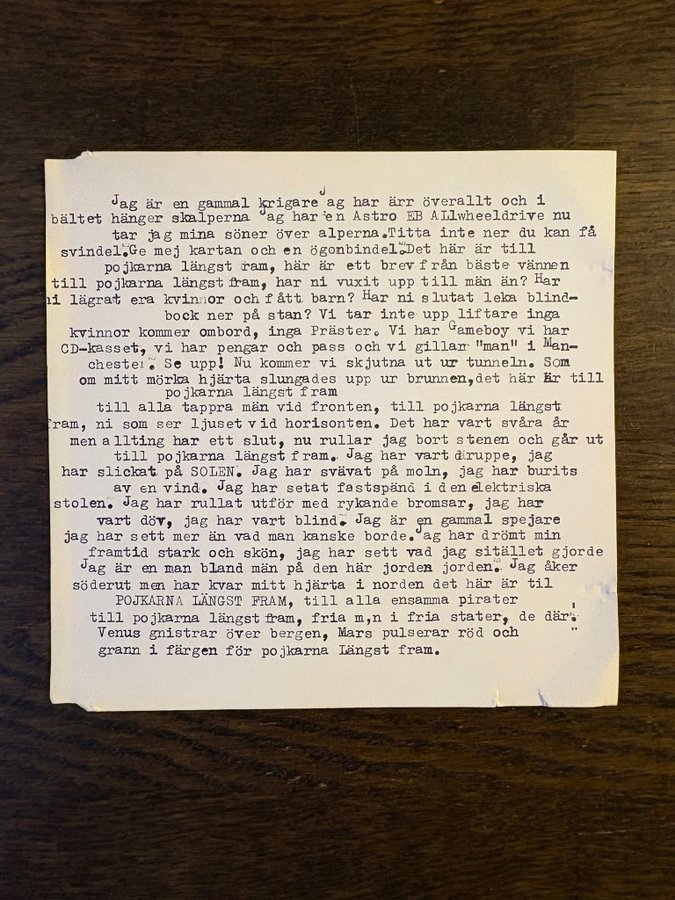 Jag är en gammal krigare Jag har ärr överallt och i
bältet hänger skalperna Jag har en Astro EB ALlwheeldrive nu
tar jag mina söner över alperna.Titta inte ner du kan få
svindel.Ge mej kartan och en ögonbindel.Det här är till
pojkarna längst fram, här är ett brev från bäste vännen
till pojkarna längst fram, har ni vuxit upp till män än? Har
ni lägrat era kvinnor och fått barn? Har ni slutat leka blind-
bock ner på stan? Vi tar inte upp liftare inga
kvinnor kommer ombord, inga Präster. Vi har Gameboy vi har
CD-kasset, vi har pengar och pass och vi gillar "man" i Man-
chester. Se upp! Nu kommer vi skjutna ut ur tunneln. Som
om mitt mörka hjärta slungades upp ur brunnen,det här är till
pojkarna längst fram
till alla tappra män vid fronten, till pojkarna längst
fram, ni som ser ljuset vid horisonten. Det har vart svåra år
men allting har ett slut, nu rullar jag bort stenen och går ut
till pojkarna längst fram. Jag har vart diruppe, jag
har slickat på SOLEN. Jag har svävat på moln, jag har burits
av en vind. Jag har setat fastspänd i den elektriska
stolen. Jag har rullat utför med rykande bromsar, jag har
vart döv, jag har vart blind. Jag är en gammal spejare
jag har sett mer än vad man kanske borde. Jag har drömt min
framtid stark och skön, jag har sett vad jag sitället gjorde
Jag är en man bland män på den här jorden jorden. Jag åker
söderut men har kvar mitt hjärta i norden det här är til
POJKARNA LÄNGST FRAM, till alla ensamma pirater
till pojkarna längst fram, fria m,n i fria stater, de där!
Venus gnistrar över bergen, Mars pulserar röd och "
grann i färgen för pojkarna Längst fram.